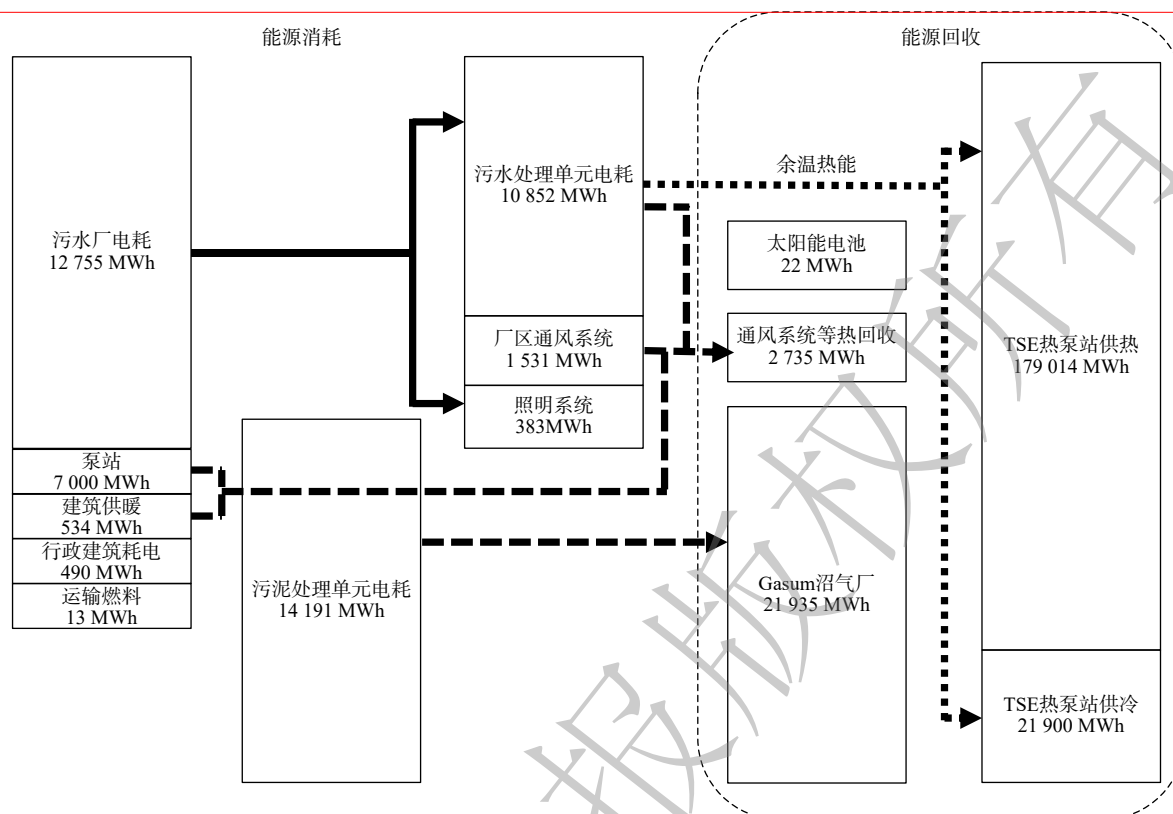 能源消耗
能源回收
污水厂电耗
12 755 MWh
泵站
7 000 MWh
建筑供暖
534 MWh
行政建筑耗电
490 MWh
运输燃料
13 MWh
污泥处理单元电耗
14 191 MWh
污水处理单元电耗
10 852 MWh
厂区通风系统
1 531 MWh
照明系统
383MWh
余温热能
太阳能电池
22 MWh
通风系统等热回收
2 735 MWh
Gasum沼气厂
21 935 MWh
TSE热泵站供热
179 014 MWh
TSE热泵站供冷
21 900 MWh
报版权所有